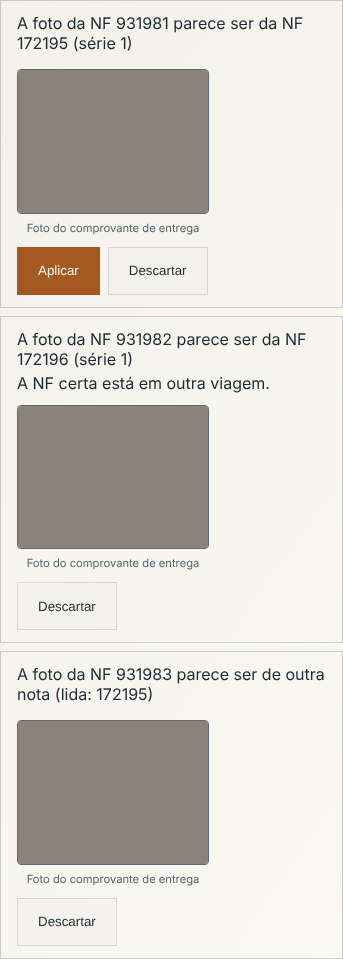 A foto da NF 931981 parece ser da NF
172195 (série 1)
Foto do comprovante de entrega
Aplicar
Descartar
A foto da NF 931982 parece ser da NF
172196 (série 1)
A NF certa está em outra viagem.
Foto do comprovante de entrega
Descartar
A foto da NF 931983 parece ser de outra
nota (lida: 172195)
Foto do comprovante de entrega
Descartar